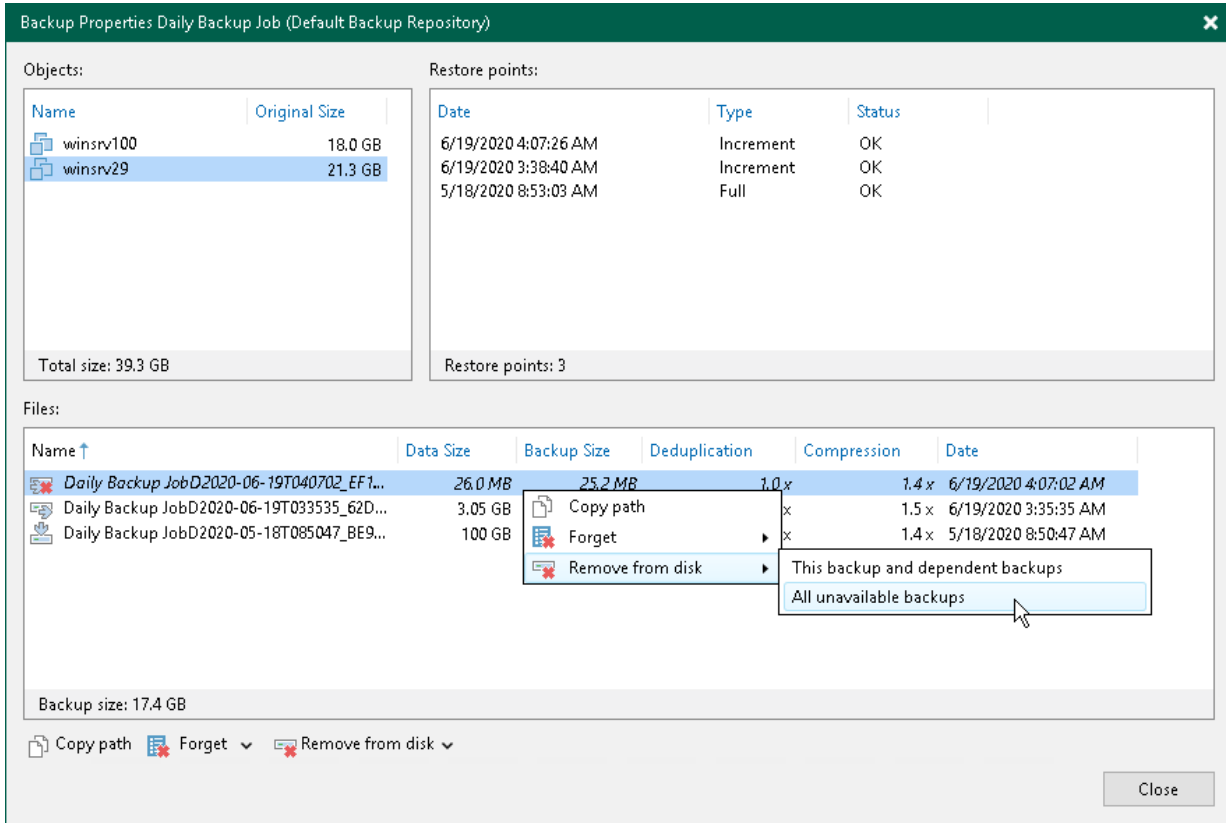 Backup Properties Daily Backup Job (Default Backup Repository)
Objects:
Name Original Size
winsrv100 18.0 GB
winsrv29 21.3 GB
Total size: 39.3 GB
Restore points:
Date Type Status
6/19/2020 4:07:26 AM Increment OK
6/19/2020 3:38:40 AM Increment OK
5/18/2020 8:53:03 AM Full OK
Restore points: 3
Files:
Name Data Size Backup Size Deduplication Compression Date
Daily Backup JobD2020-06-19T040702_EF1... 26.0 MB 25.2 MB 1.0 x 1.4 x 6/19/2020 4:07:02 AM
Daily Backup JobD2020-06-19T033535_62D... 3.05 GB x 1.5 x 6/19/2020 3:35:35 AM
Daily Backup JobD2020-05-18T085047_BE9... 100 GB x 1.4 x 5/18/2020 8:50:47 AM
Copy path
Forget
Remove from disk
This backup and dependent backups
All unavailable backups
Backup size: 17.4 GB
Copy path Forget Remove from disk
Close